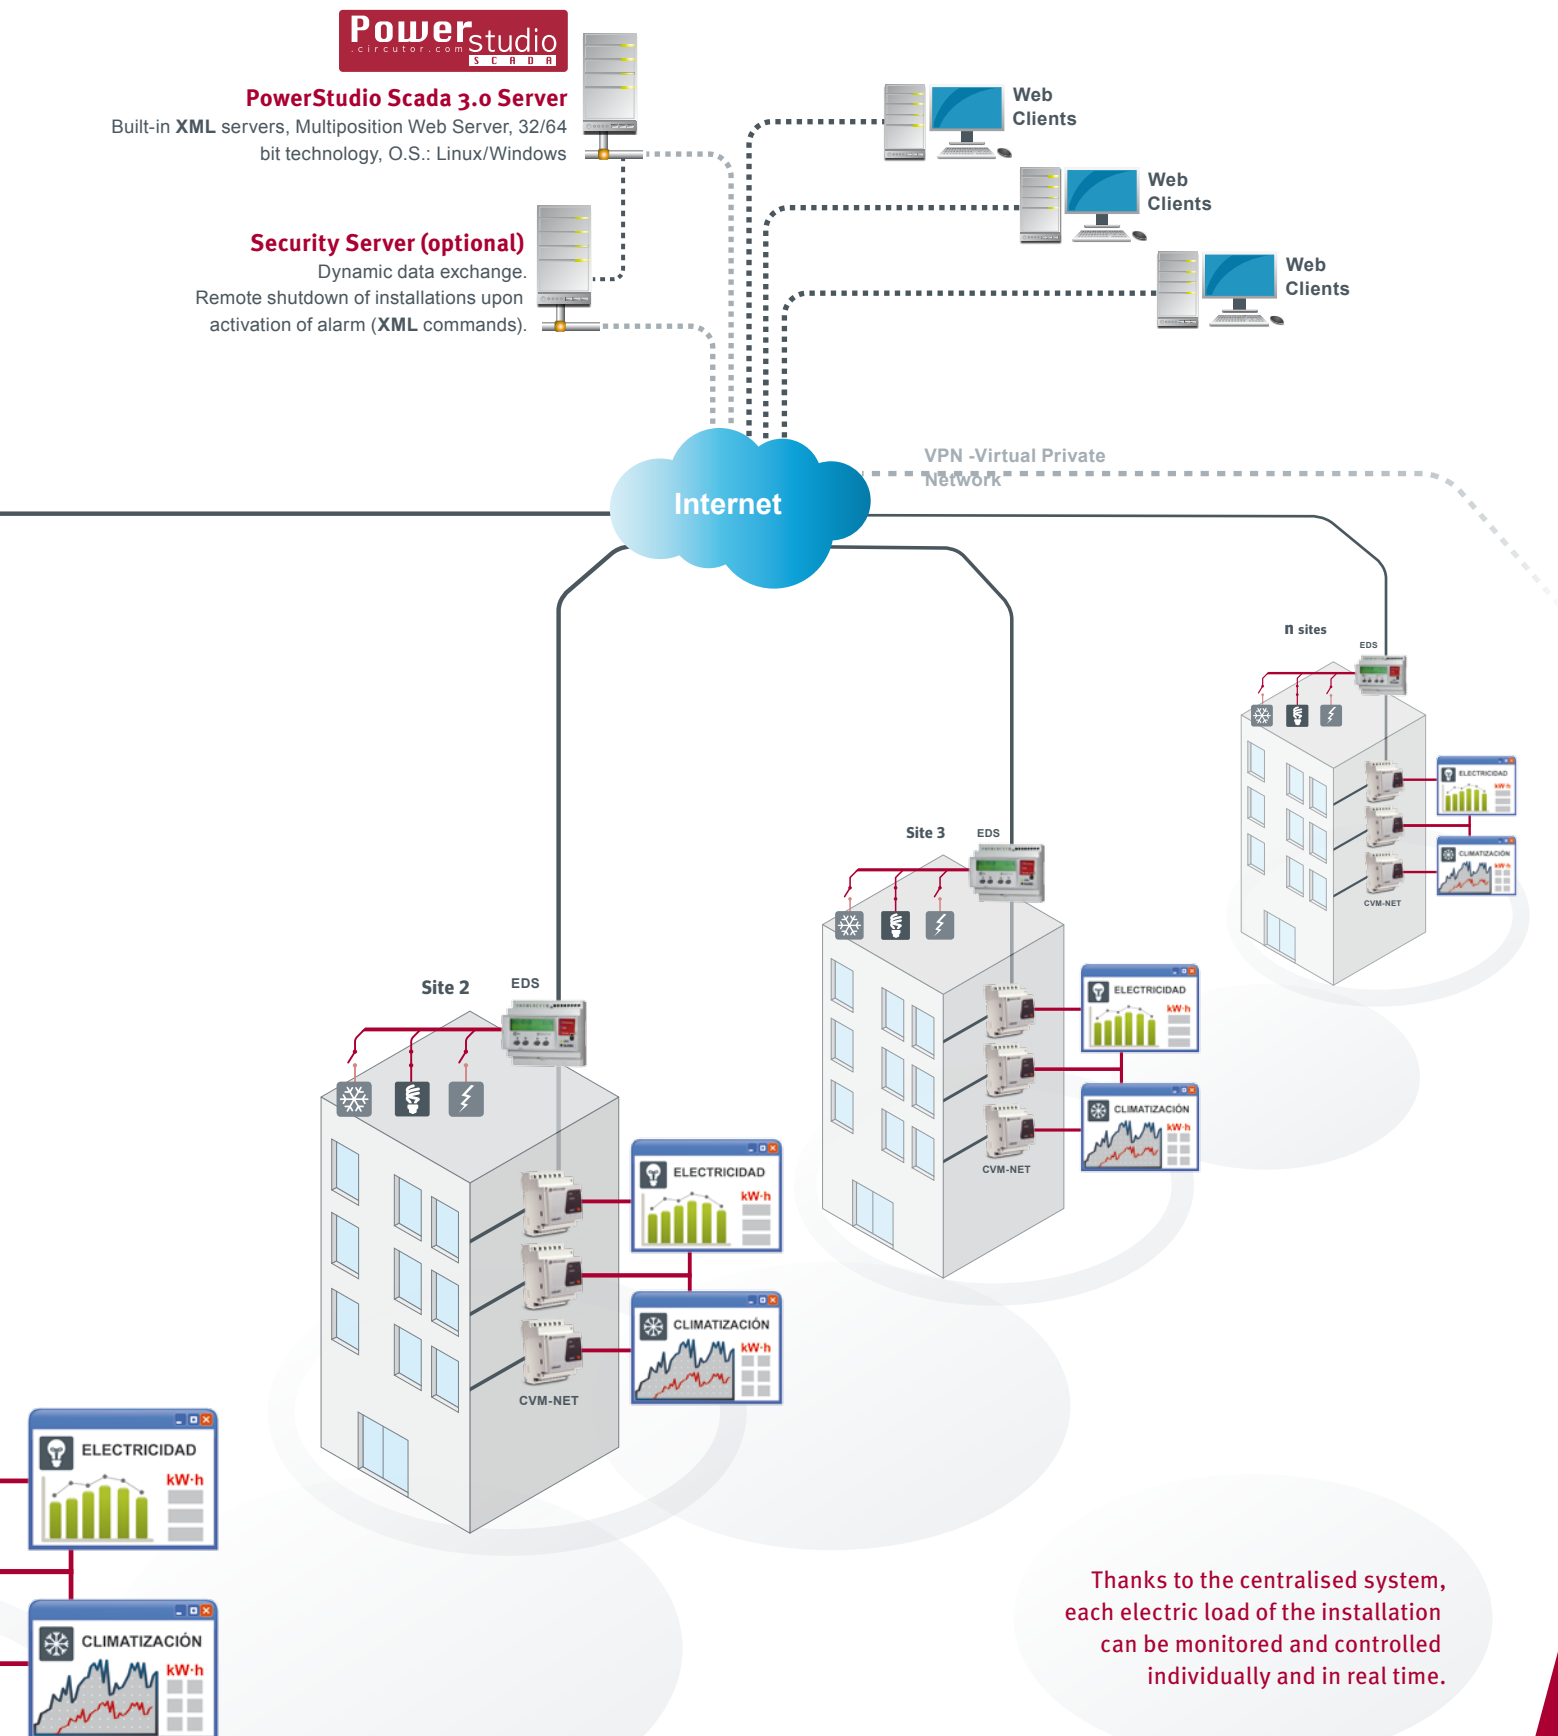 Power
.circutor.com
studio
SCADA
PowerStudio Scada 3.0 Server
Built-in XML servers, Multiposition Web Server, 32/64
bit technology, O.S.: Linux/Windows
Security Server (optional)
Dynamic data exchange.
Remote shutdown of installations upon
activation of alarm (XML commands).
Web
Clients
Web
Clients
Web
Clients
VPN -Virtual Private
Network
Internet
n sites
EDS
ELECTRICIDAD
kW·h
CLIMATIZACIÓN
kW·h
CVM-NET
Site 3
EDS
ELECTRICIDAD
kW·h
CLIMATIZACIÓN
kW·h
CVM-NET
Site 2
EDS
ELECTRICIDAD
kW·h
CLIMATIZACIÓN
kW·h
CVM-NET
ELECTRICIDAD
kW·h
CLIMATIZACIÓN
kW·h
Thanks to the centralised system,
each electric load of the installation
can be monitored and controlled
individually and in real time.